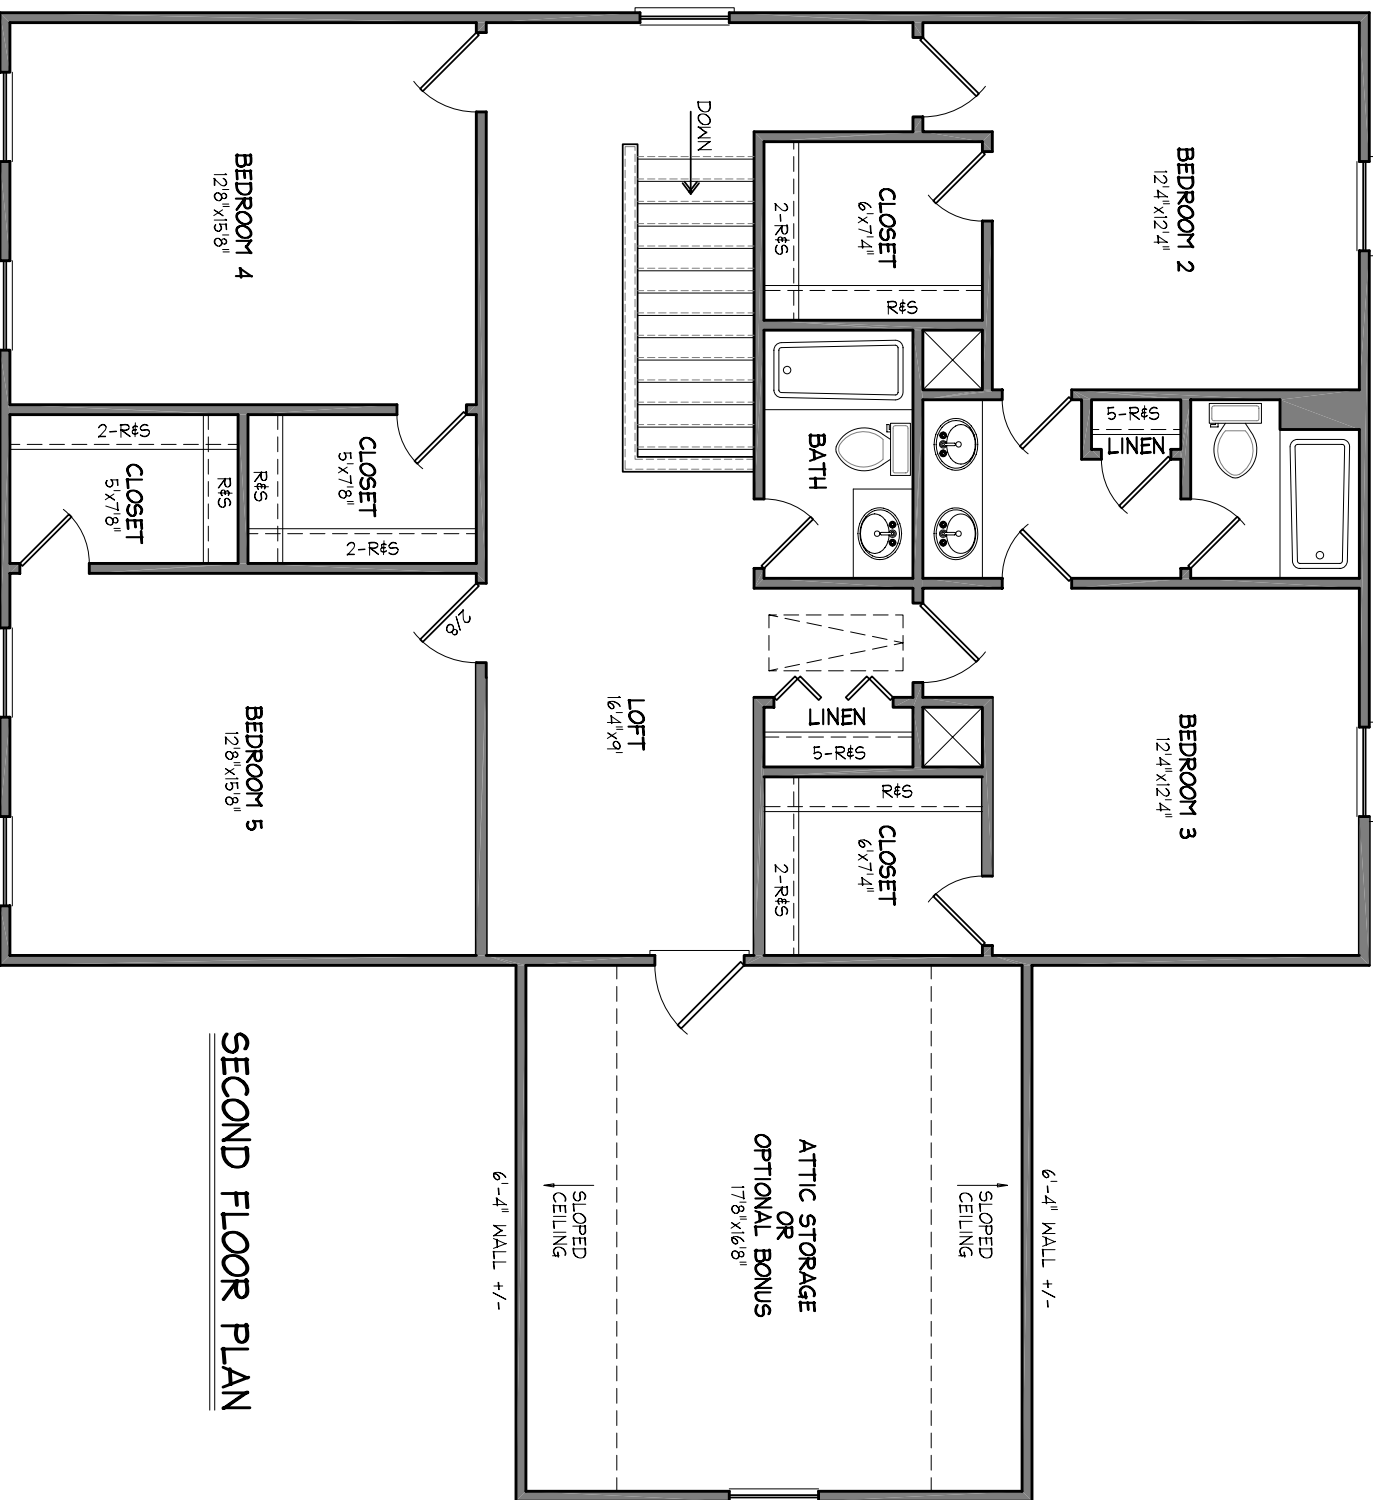 BEDROOM 2
12'4"x12'4"
CLOSET
6'x7'4"
2-R&S
R&S
DOWN
BEDROOM 4
12'8"x15'8"
5-R&S
LINEN
BATH
CLOSET
5'x7'8"
R&S
2-R&S
2-R&S
R&S
CLOSET
5'x7'8"
2/8
BEDROOM 3
12'4"x12'4"
LINEN
5-R&S
R&S
CLOSET
6'x7'4"
2-R&S
LOFT
16'4"x9'
BEDROOM 5
12'8"x15'8"
6'-4" WALL +/-
SLOPED
CEILING
ATTIC STORAGE
OR
OPTIONAL BONUS
17'8"x16'8"
SLOPED
CEILING
6'-4" WALL +/-
SECOND FLOOR PLAN